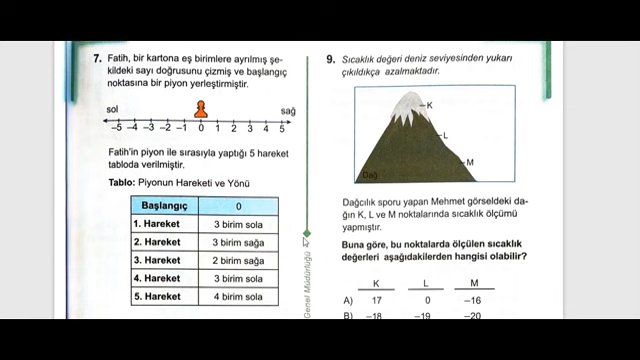 7. Fatih, bir kartona eş birimlere ayrılmış şe-
kildeki sayı doğrusunu çizmiş ve başlangıç
noktasına bir piyon yerleştirmiştir.
sol sağ
–5 –4 –3 –2 –1 0 1 2 3 4 5
Fatih'in piyon ile sırasıyla yaptığı 5 hareket
tabloda verilmiştir.
Tablo: Piyonun Hareketi ve Yönü
Başlangıç 0
1. Hareket 3 birim sola
2. Hareket 3 birim sağa
3. Hareket 2 birim sağa
4. Hareket 3 birim sola
5. Hareket 4 birim sola
Genel Müdürlüğü
9. Sıcaklık değeri deniz seviyesinden yukarı
çıkıldıkça azalmaktadır.
K
L
M
Dağ
Dağcılık sporu yapan Mehmet görseldeki da-
ğın K, L ve M noktalarında sıcaklık ölçümü
yapmıştır.
Buna göre, bu noktalarda ölçülen sıcaklık
değerleri aşağıdakilerden hangisi olabilir?
K L M
A) 17 0 –16
B) –18 –19 –20